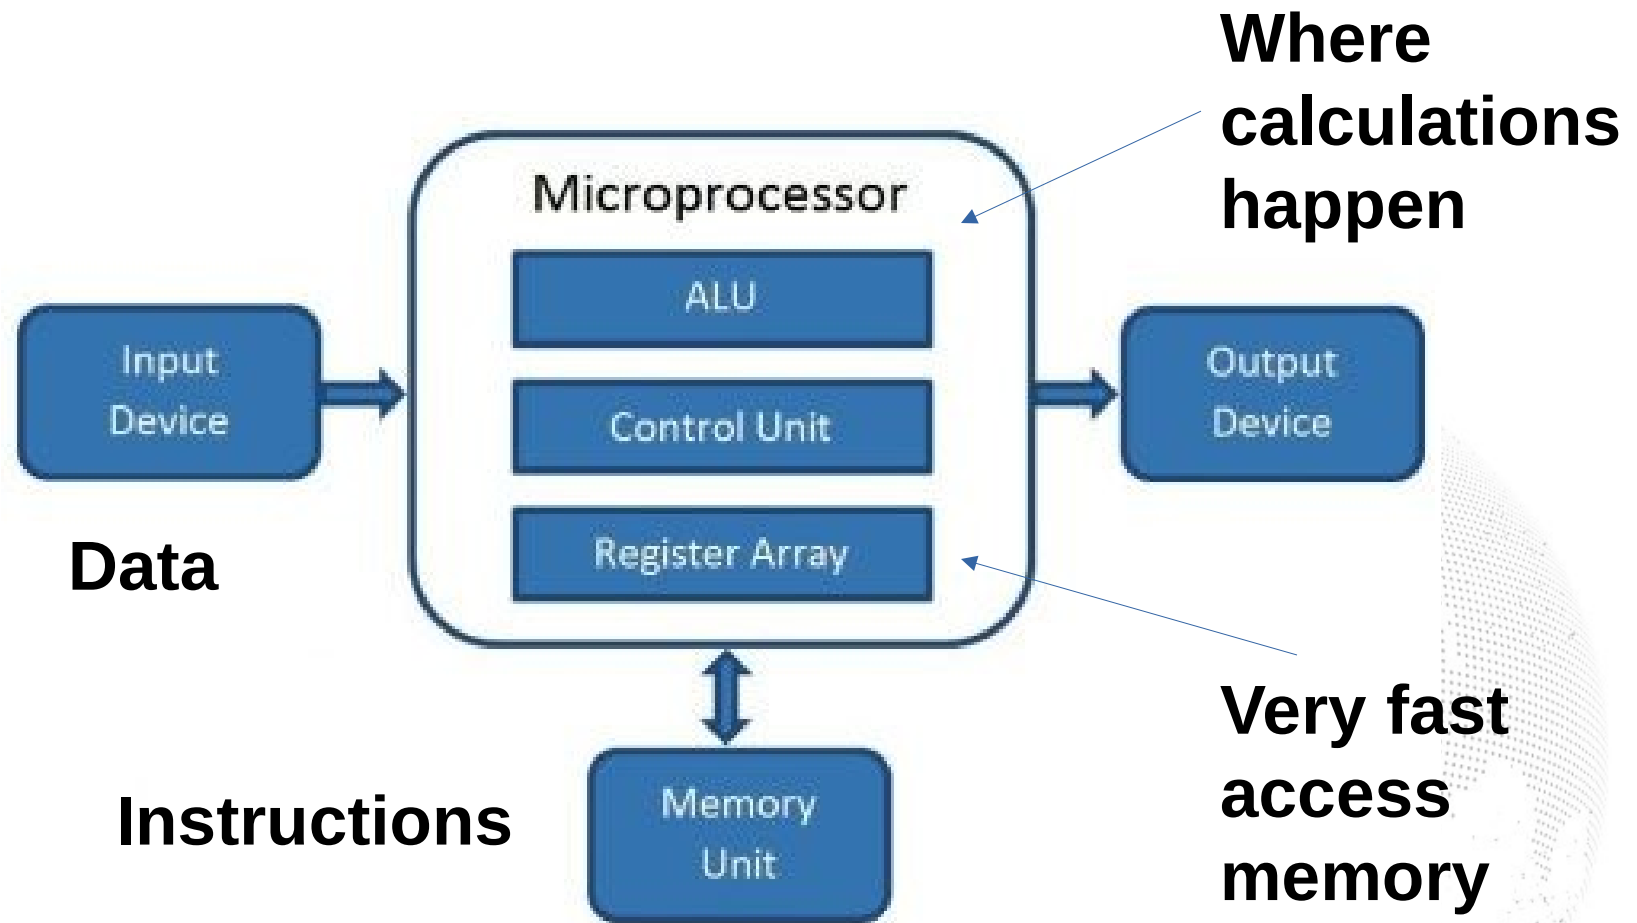 Where
calculations
happen
Microprocessor
ALU
Input
Device
Control Unit
Output
Device
Register Array
Data
Very fast
access
memory
Instructions
Memory
Unit